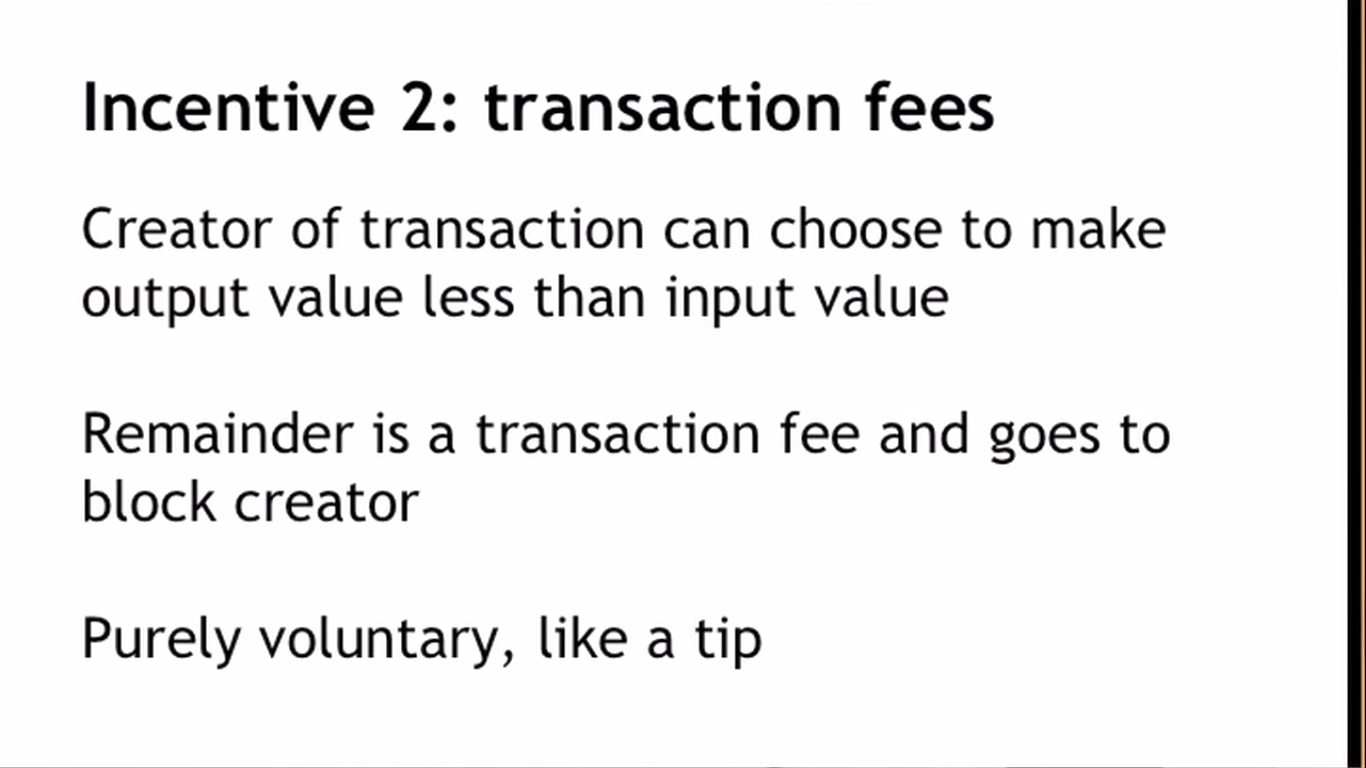 Incentive 2: transaction fees
Creator of transaction can choose to make
output value less than input value
Remainder is a transaction fee and goes to
block creator
Purely voluntary, like a tip